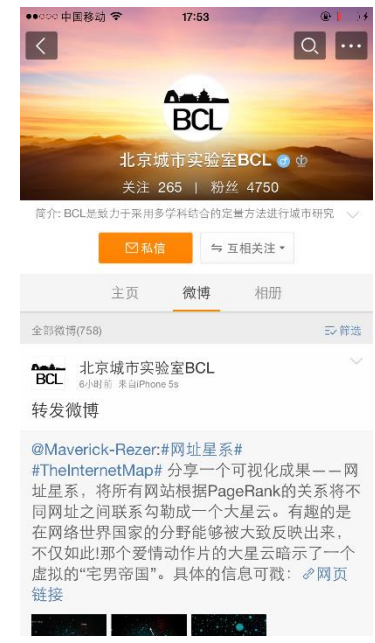 中国移动 17:53
BCL
北京城市实验室BCL
关注 265 | 粉丝 4750
简介: BCL是致力于采用多学科结合的定量方法进行城市研究
私信 互相关注
主页 微博 相册
全部微博(758) 筛选
BCL
北京城市实验室BCL
6小时前 来自iPhone 5s
转发微博
@Maverick-Rezer:#网址星系#
#TheInternetMap# 分享一个可视化成果——网
址星系，将所有网站根据PageRank的关系将不
同网址之间联系勾勒成一个大星云。有趣的是
在网络世界国家的分野能够被大致反映出来，
不仅如此!那个爱情动作片的大星云暗示了一个
虚拟的“宅男帝国”。具体的信息可戳：网页
链接